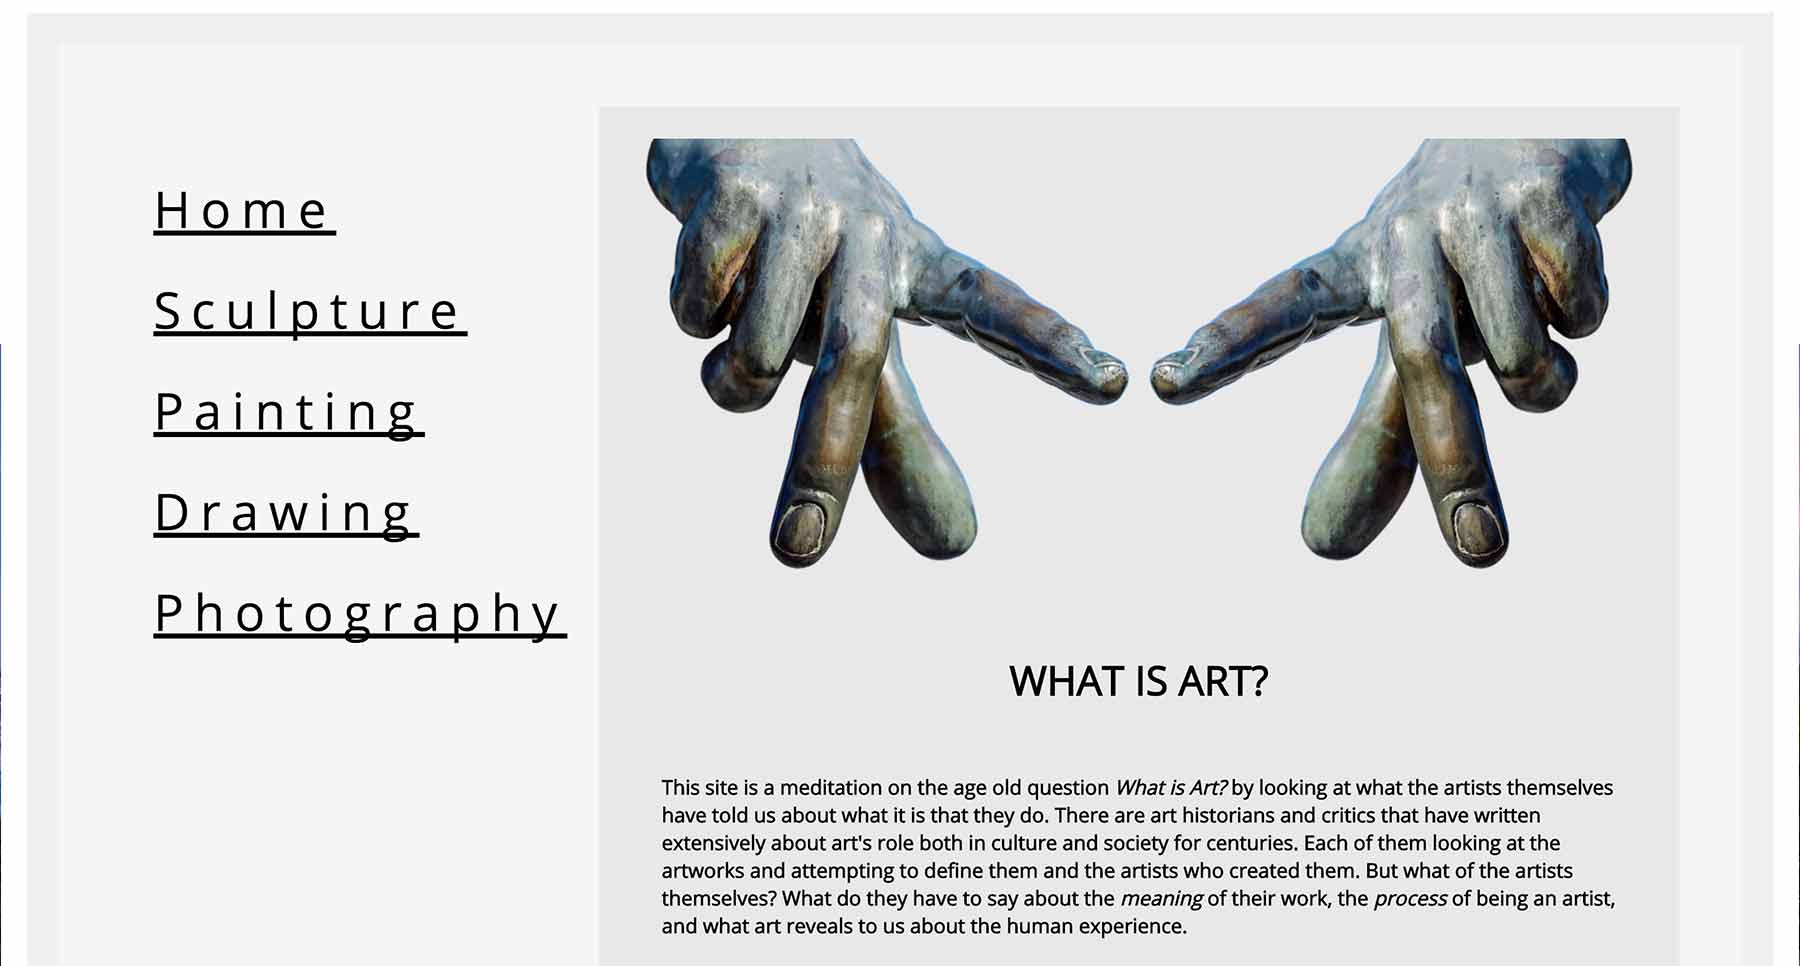 Home
Sculpture
Painting
Drawing
Photography
WHAT IS ART?
This site is a meditation on the age old question What is Art? by looking at what the artists themselves
have told us about what it is that they do. There are art historians and critics that have written
extensively about art's role both in culture and society for centuries. Each of them looking at the
artworks and attempting to define them and the artists who created them. But what of the artists
themselves? What do they have to say about the meaning of their work, the process of being an artist,
and what art reveals to us about the human experience.